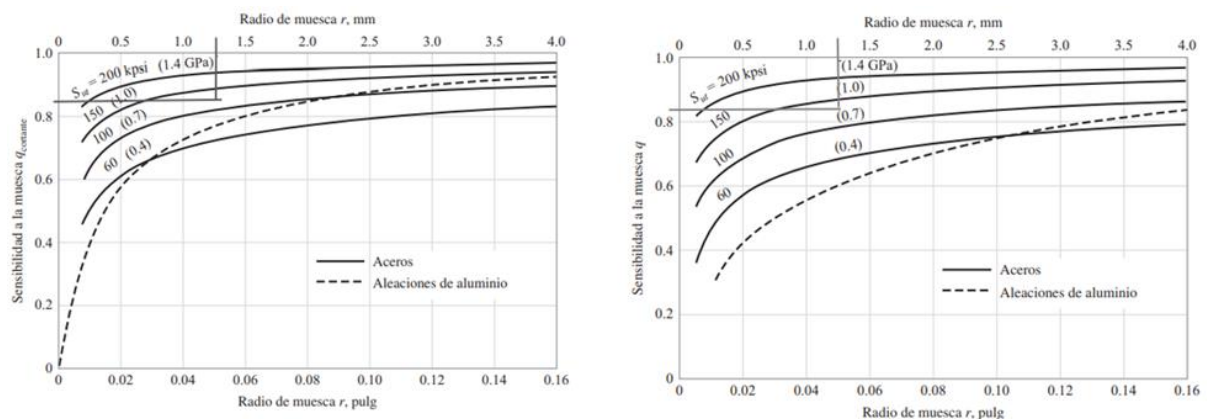 Radio de muesca r, mm
0 0.5 1.0 1.5 2.0 2.5 3.0 3.5 4.0
1.0
0.8
0.6
0.4
0.2
0
Sensibilidad a la muesca q cortante
Sut = 200 kpsi (1.4 GPa)
150 (1.0)
100 (0.7)
60 (0.4)
Aceros
Aleaciones de aluminio
0 0.02 0.04 0.06 0.08 0.10 0.12 0.14 0.16
Radio de muesca r, pulg
Radio de muesca r, mm
0 0.5 1.0 1.5 2.0 2.5 3.0 3.5 4.0
1.0
0.8
0.6
0.4
0.2
0
Sensibilidad a la muesca q
Sut = 200 kpsi (1.4 GPa)
150 (1.0)
100 (0.7)
60 (0.4)
Aceros
Aleaciones de aluminio
0 0.02 0.04 0.06 0.08 0.10 0.12 0.14 0.16
Radio de muesca r, pulg